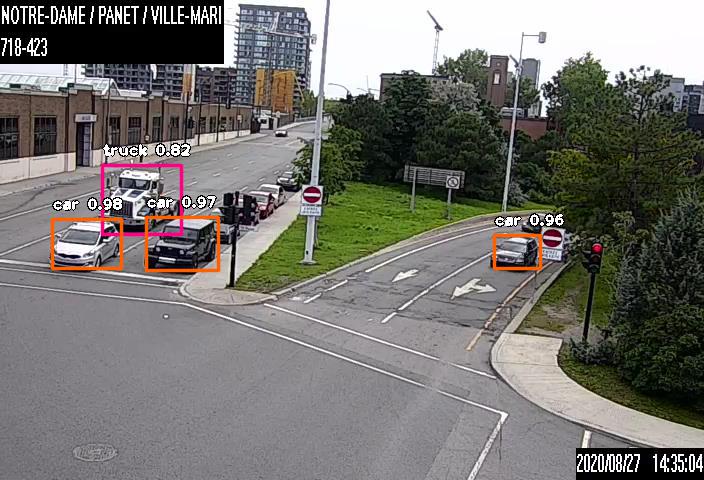 NOTRE-DAME / PANET / VILLE-MARI
718-423
truck 0.82
car 0.98
car 0.97
car 0.96
2020/08/27 14:35:04